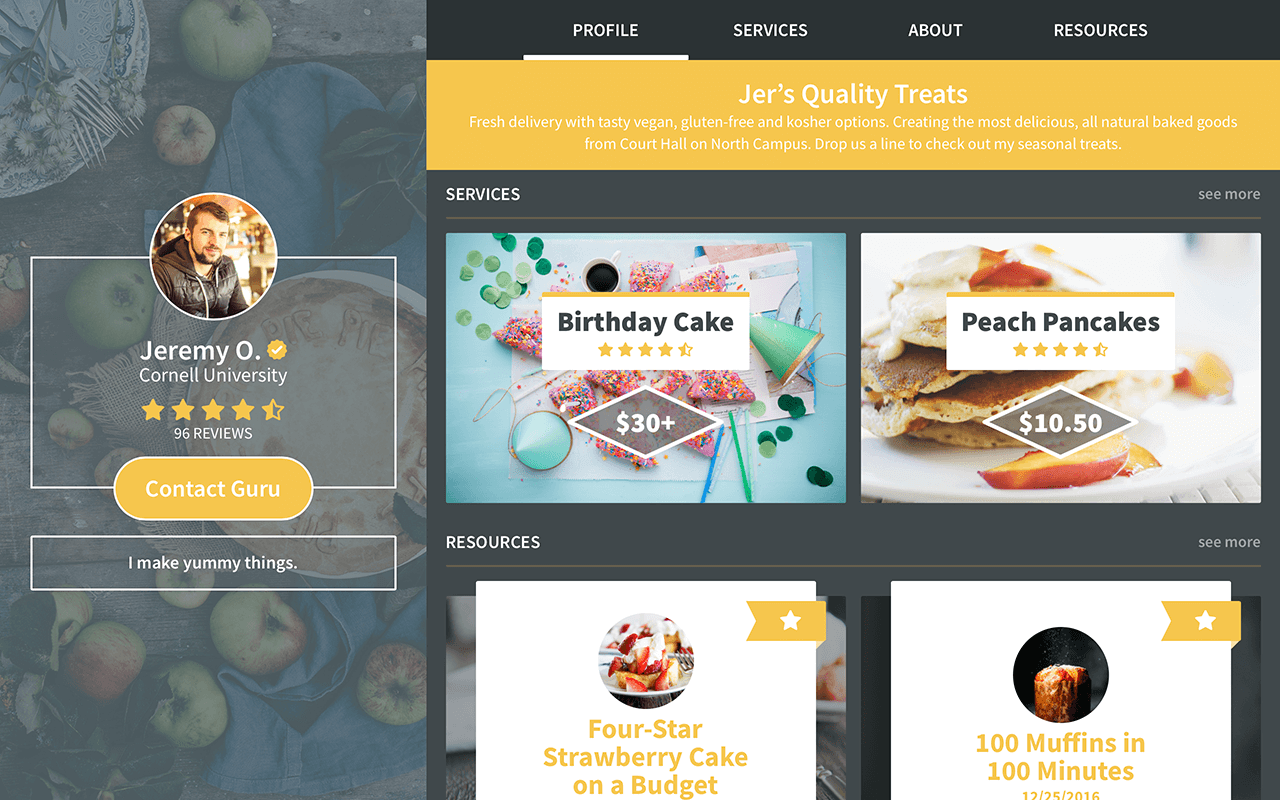 Jeremy O.
Cornell University
96 REVIEWS
Contact Guru
I make yummy things.
PROFILE
SERVICES
ABOUT
RESOURCES
Jer’s Quality Treats
Fresh delivery with tasty vegan, gluten-free and kosher options. Creating the most delicious, all natural baked goods
from Court Hall on North Campus. Drop us a line to check out my seasonal treats.
SERVICES
see more
Birthday Cake
$30+
Peach Pancakes
$10.50
RESOURCES
see more
Four-Star
Strawberry Cake
on a Budget
100 Muffins in
100 Minutes
12/25/2016